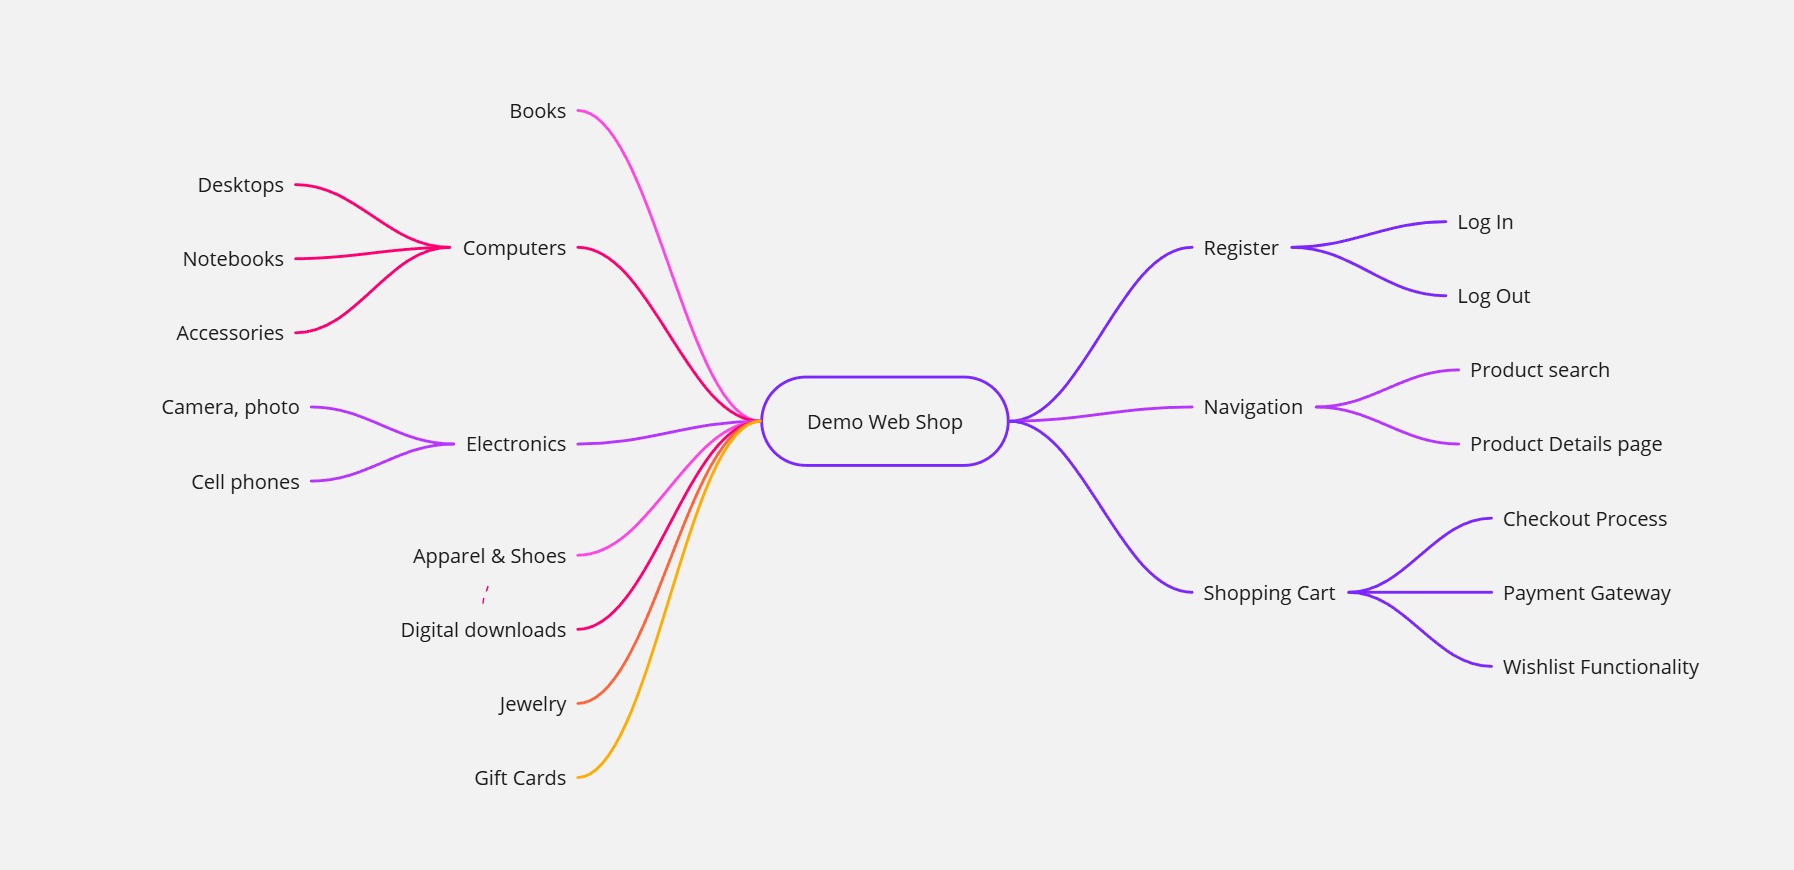 Books
Desktops
Notebooks
Accessories
Computers
Camera, photo
Cell phones
Electronics
Apparel & Shoes
Digital downloads
Jewelry
Gift Cards
Demo Web Shop
Register
Log In
Log Out
Navigation
Product search
Product Details page
Shopping Cart
Checkout Process
Payment Gateway
Wishlist Functionality